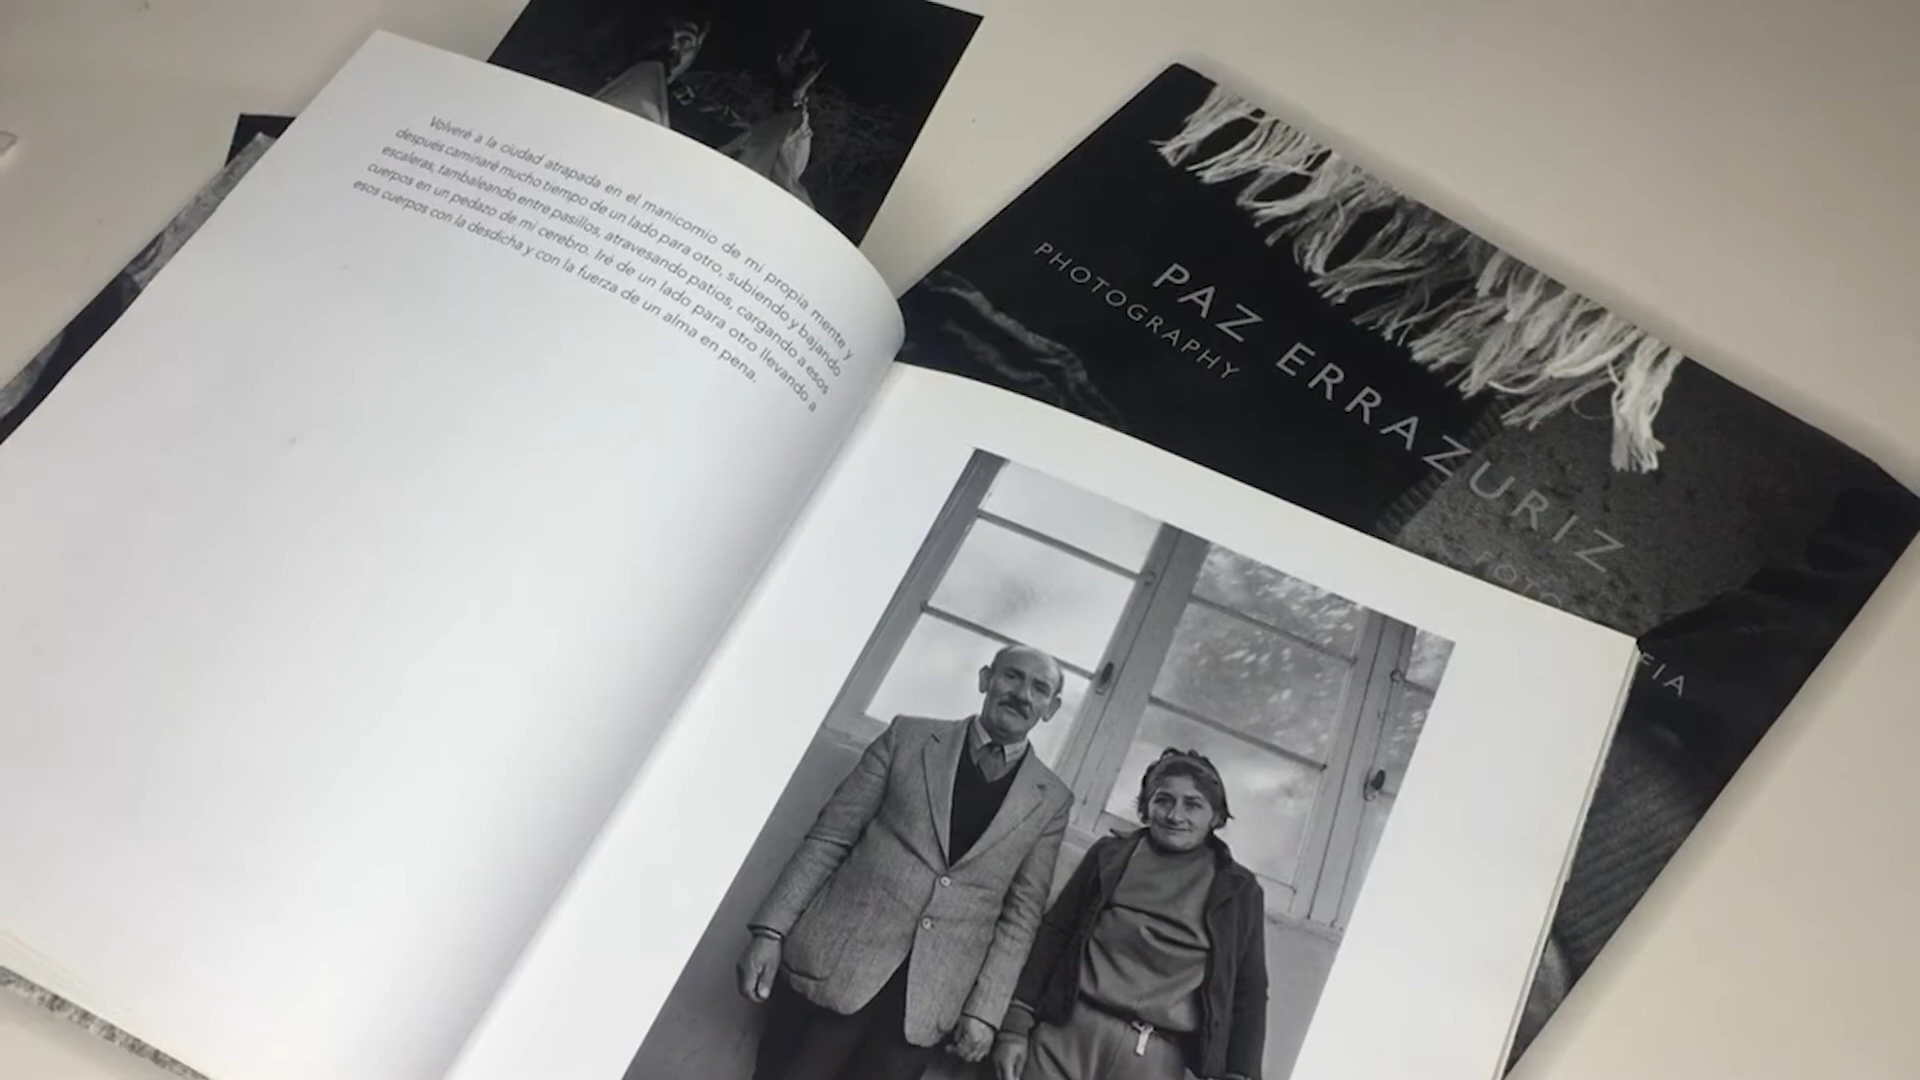 Volveré a la ciudad atrapada en el manicomio de mi propia mente y
después caminaré mucho tiempo de un lado para otro, subiendo y bajando
escaleras, tambaleando entre pasillos, atravesando patios, cargando a esos
cuerpos en un pedazo de mi cerebro. Iré de un lado para otro llevando a
esos cuerpos con la desdicha y con la fuerza de un alma en pena.
PAZ ERRAZURIZ
PHOTOGRAPHY
FOTO
FIA